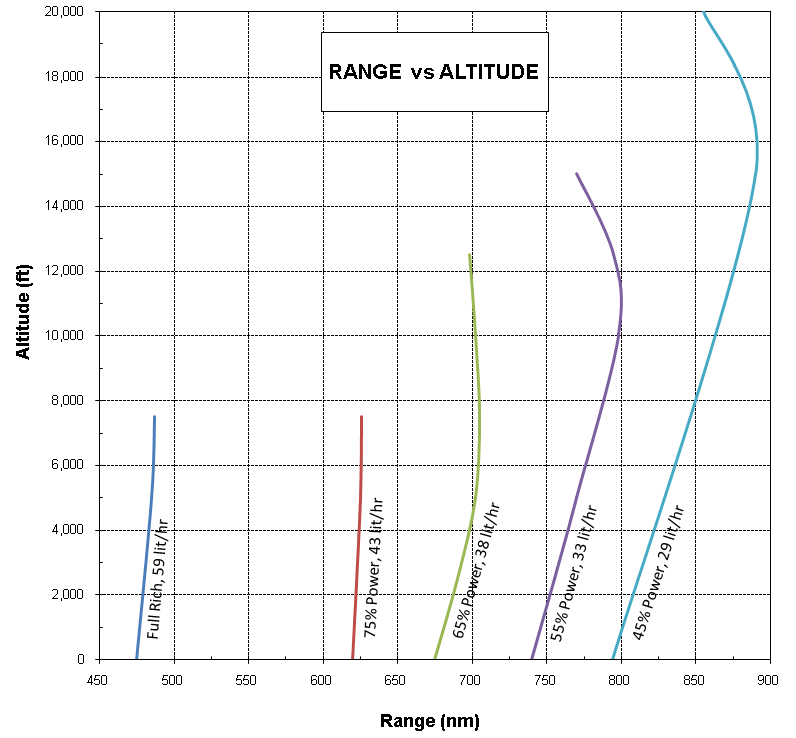 RANGE vs ALTITUDE
Altitude (ft)
20,000
18,000
16,000
14,000
12,000
10,000
8,000
6,000
4,000
2,000
0
Full Rich, 59 lit/hr
75% Power, 43 lit/hr
65% Power, 38 lit/hr
55% Power, 33 lit/hr
45% Power, 29 lit/hr
450 500 550 600 650 700 750 800 850 900
Range (nm)